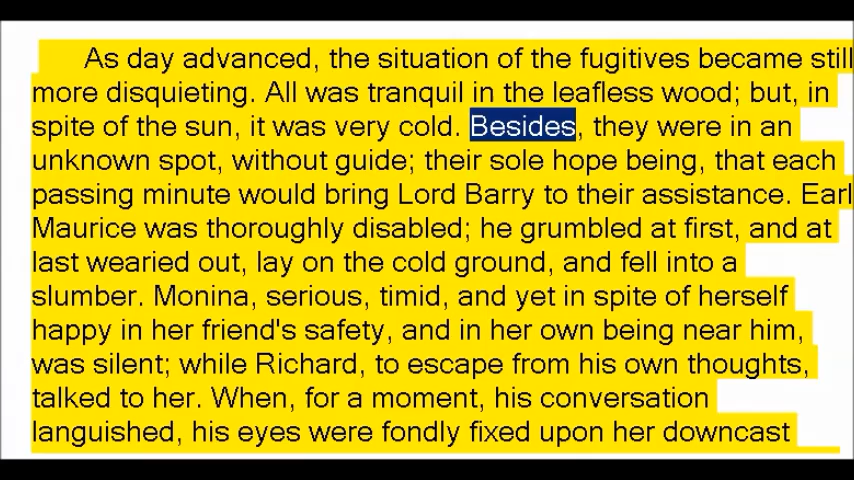 As day advanced, the situation of the fugitives became still
more disquieting. All was tranquil in the leafless wood; but, in
spite of the sun, it was very cold. Besides, they were in an
unknown spot, without guide; their sole hope being, that each
passing minute would bring Lord Barry to their assistance. Earl
Maurice was thoroughly disabled; he grumbled at first, and at
last wearied out, lay on the cold ground, and fell into a
slumber. Monina, serious, timid, and yet in spite of herself
happy in her friend's safety, and in her own being near him,
was silent; while Richard, to escape from his own thoughts,
talked to her. When, for a moment, his conversation
languished, his eyes were fondly fixed upon her downcast